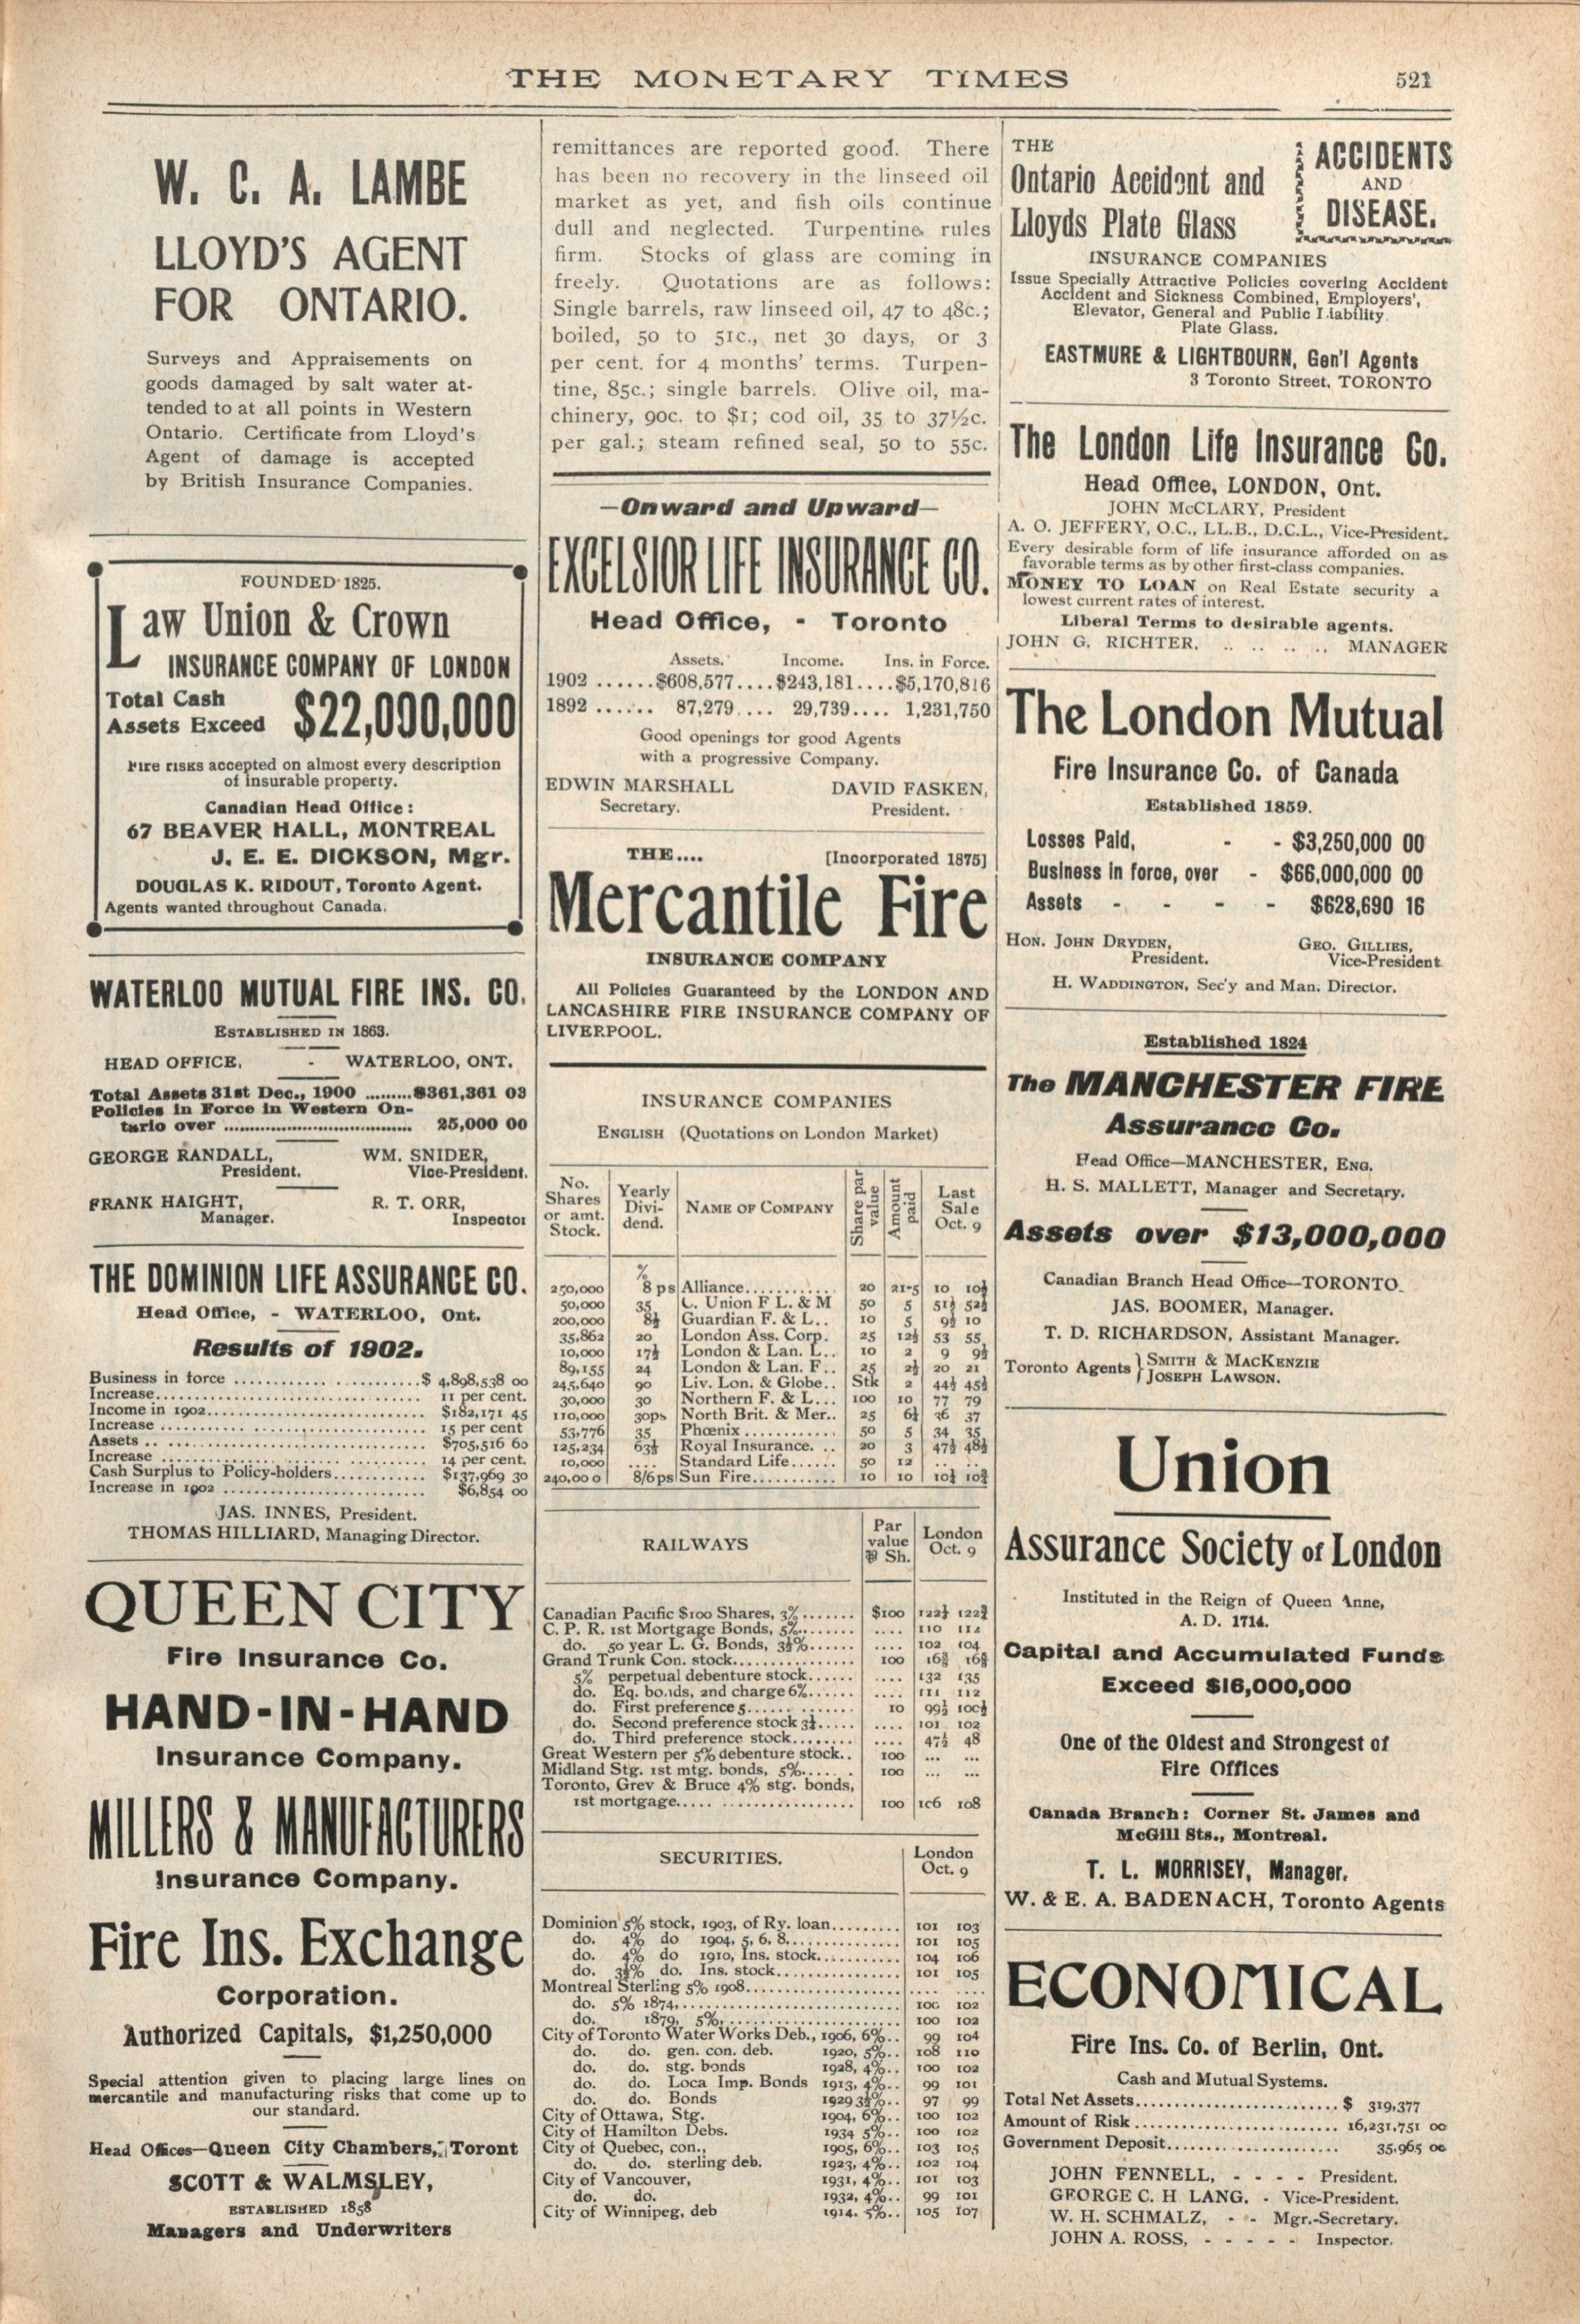 THE MONETARY TIMES 521
W. C. A. LAMBE
LLOYD'S AGENT
FOR ONTARIO.
Surveys and Appraisements on
goods damaged by salt water at-
tended to at all points in Western
Ontario. Certificate from Lloyd's
Agent of damage is accepted
by British Insurance Companies.
FOUNDED 1825.
Law Union & Crown
INSURANCE COMPANY OF LONDON
Total Cash
Assets Exceed $22,000,000
Fire risks accepted on almost every description
of insurable property.
Canadian Head Office:
67 BEAVER HALL, MONTREAL
J. E. E. DICKSON, Mgr.
DOUGLAS K. RIDOUT, Toronto Agent.
Agents wanted throughout Canada.
WATERLOO MUTUAL FIRE INS. CO.
ESTABLISHED IN 1863.
HEAD OFFICE, - WATERLOO, ONT.
Total Assets 31st Dec., 1900 .........$361,361 03
Policies in Force in Western On-
tario over ................................ 25,000 00
GEORGE RANDALL, WM. SNIDER,
President. Vice-President.
FRANK HAIGHT, R. T. ORR,
Manager. Inspector
THE DOMINION LIFE ASSURANCE CO.
Head Office, - WATERLOO, Ont.
Results of 1902.
Business in force ........................$ 4,898,538 00
Increase................................ 11 per cent.
Income in 1902.......................... $182,171 45
Increase ............................... 15 per cent
Assets .. .............................. $705,516 60
Increase ............................... 14 per cent.
Cash Surplus to Policy-holders............ $137,969 30
Increase in 1902 ........................ $6,854 00
JAS. INNES, President.
THOMAS HILLIARD, Managing Director.
QUEEN CITY
Fire Insurance Co.
HAND-IN-HAND
Insurance Company.
MILLERS & MANUFACTURERS
Insurance Company.
Fire Ins. Exchange
Corporation.
Authorized Capitals, $1,250,000
Special attention given to placing large lines on
mercantile and manufacturing risks that come up to
our standard.
Head Offices—Queen City Chambers, Toront
SCOTT & WALMSLEY,
ESTABLISHED 1858
Managers and Underwriters
remittances are reported good. There
has been no recovery in the linseed oil
market as yet, and fish oils continue
dull and neglected. Turpentine rules
firm. Stocks of glass are coming in
freely. Quotations are as follows:
Single barrels, raw linseed oil, 47 to 48c.;
boiled, 50 to 51c., net 30 days, or 3
per cent. for 4 months' terms. Turpen-
tine, 85c.; single barrels. Olive oil, ma-
chinery, 90c. to $1; cod oil, 35 to 37½c.
per gal.; steam refined seal, 50 to 55c.
—Onward and Upward—
EXCELSIOR LIFE INSURANCE CO.
Head Office, - Toronto
Assets. Income. Ins. in Force.
1902 ......$608,577....$243,181....$5,170,816
1892 ...... 87,279.... 29,739.... 1,231,750
Good openings for good Agents
with a progressive Company.
EDWIN MARSHALL DAVID FASKEN,
Secretary. President.
THE.... [Incorporated 1875]
Mercantile Fire
INSURANCE COMPANY
All Policies Guaranteed by the LONDON AND
LANCASHIRE FIRE INSURANCE COMPANY OF
LIVERPOOL.
INSURANCE COMPANIES
ENGLISH (Quotations on London Market)
No. Shares or amt. Stock. Yearly Divi- dend. NAME OF COMPANY Share par value Amount paid Last Sale Oct. 9
%
250,000 8 ps Alliance............ 20 21-5 10 10½
50,000 35 C. Union F L. & M 50 5 51½ 52½
200,000 8½ Guardian F. & L.. 10 5 9½ 10
35,862 20 London Ass. Corp. 25 12½ 53 55
10,000 17½ London & Lan. L.. 10 2 9 9½
89,155 24 London & Lan. F.. 25 2½ 20 21
245,640 90 Liv. Lon. & Globe.. Stk 2 44½ 45½
30,000 30 Northern F. & L... 100 10 77 79
110,000 30ps North Brit. & Mer.. 25 6¼ 36 37
53,776 35 Phœnix............ 50 5 34 35
125,234 63½ Royal Insurance. .. 20 3 47½ 48½
10,000 .... Standard Life...... 50 12 .. ..
240,000 8/6ps Sun Fire........... 10 10 10½ 10¾
RAILWAYS Par value ℔ Sh. London Oct. 9
Canadian Pacific $100 Shares, 3%....... $100 122½ 122¾
C. P. R. 1st Mortgage Bonds, 5%........ .... 110
do. 50 year L. G. Bonds, 3½%...... .... 102 104
Grand Trunk Con. stock............... 100 16¾ 16⅞
5% perpetual debenture stock...... .... 132 135
do. Eq. bonds, 2nd charge 6%...... .... 111 112
do. First preference 5............. 10 99½ 100½
do. Second preference stock 3½..... .... 101 102
do. Third preference stock........ .... 47½ 48
Great Western per 5% debenture stock.. 100 ... ...
Midland Stg. 1st mtg. bonds, 5%...... 100 ... ...
Toronto, Grey & Bruce 4% stg. bonds,
1st mortgage..................... 100 106 108
SECURITIES. London Oct. 9
Dominion 5% stock, 1903, of Ry. loan......... 101 103
do. 4% do 1904, 5, 6, 8................ 101 105
do. 4% do 1910, Ins. stock........... 104 106
do. 3½% do. Ins. stock................ 101 105
Montreal Sterling 5% 1908..................... .... ....
do. 5% 1874,............................ 100 102
do. 1879, 5%,........................ 100 102
City of Toronto Water Works Deb., 1906, 6%.. 99 104
do. do. gen. con. deb. 1920, 5%.. 108 110
do. do. stg. bonds 1928, 4%.. 100 102
do. do. Loca Imp. Bonds 1913, 4%.. 99 101
do. do. Bonds 1929 3½%.. 97 99
City of Ottawa, Stg. 1904, 6%.. 100 102
City of Hamilton Debs. 1934 5%.. 100 102
City of Quebec, con., 1905, 6%.. 103 105
do. do. sterling deb. 1923, 4%.. 102 104
City of Vancouver, 1931, 4%.. 101 103
do. do. 1932, 4%.. 99 101
City of Winnipeg, deb 1914, 5%.. 105 107
THE
Ontario Accident and
Lloyds Plate Glass
ACCIDENTS
AND
DISEASE.
INSURANCE COMPANIES
Issue Specially Attractive Policies covering Accident
Accident and Sickness Combined, Employers',
Elevator, General and Public Liability
Plate Glass.
EASTMURE & LIGHTBOURN, Gen'l Agents
3 Toronto Street, TORONTO
The London Life Insurance Co.
Head Office, LONDON, Ont.
JOHN McCLARY, President
A. O. JEFFERY, O.C., LL.B., D.C.L., Vice-President.
Every desirable form of life insurance afforded on as
favorable terms as by other first-class companies.
MONEY TO LOAN on Real Estate security a
lowest current rates of interest.
Liberal Terms to desirable agents.
JOHN G. RICHTER, .. .. .. .. MANAGER
The London Mutual
Fire Insurance Co. of Canada
Established 1859.
Losses Paid, - - $3,250,000 00
Business in force, over - $66,000,000 00
Assets - - - - $628,690 16
HON. JOHN DRYDEN, GEO. GILLIES,
President. Vice-President
H. WADDINGTON, Sec'y and Man. Director.
Established 1824
The MANCHESTER FIRE
Assurance Co.
Head Office—MANCHESTER, ENG.
H. S. MALLETT, Manager and Secretary.
Assets over $13,000,000
Canadian Branch Head Office—TORONTO.
JAS. BOOMER, Manager.
T. D. RICHARDSON, Assistant Manager.
Toronto Agents } SMITH & MACKENZIE
JOSEPH LAWSON.
Union
Assurance Society of London
Instituted in the Reign of Queen Anne,
A. D. 1714.
Capital and Accumulated Funds
Exceed $16,000,000
One of the Oldest and Strongest of
Fire Offices
Canada Branch: Corner St. James and
McGill Sts., Montreal.
T. L. MORRISEY, Manager.
W. & E. A. BADENACH, Toronto Agents
ECONOMICAL
Fire Ins. Co. of Berlin, Ont.
Cash and Mutual Systems.
Total Net Assets............................ $ 319,377
Amount of Risk ........................... 16,231,751 00
Government Deposit...................... 35,965 00
JOHN FENNELL, - - - - President.
GEORGE C. H LANG, - Vice-President.
W. H. SCHMALZ, - - Mgr.-Secretary.
JOHN A. ROSS, - - - - - Inspector.